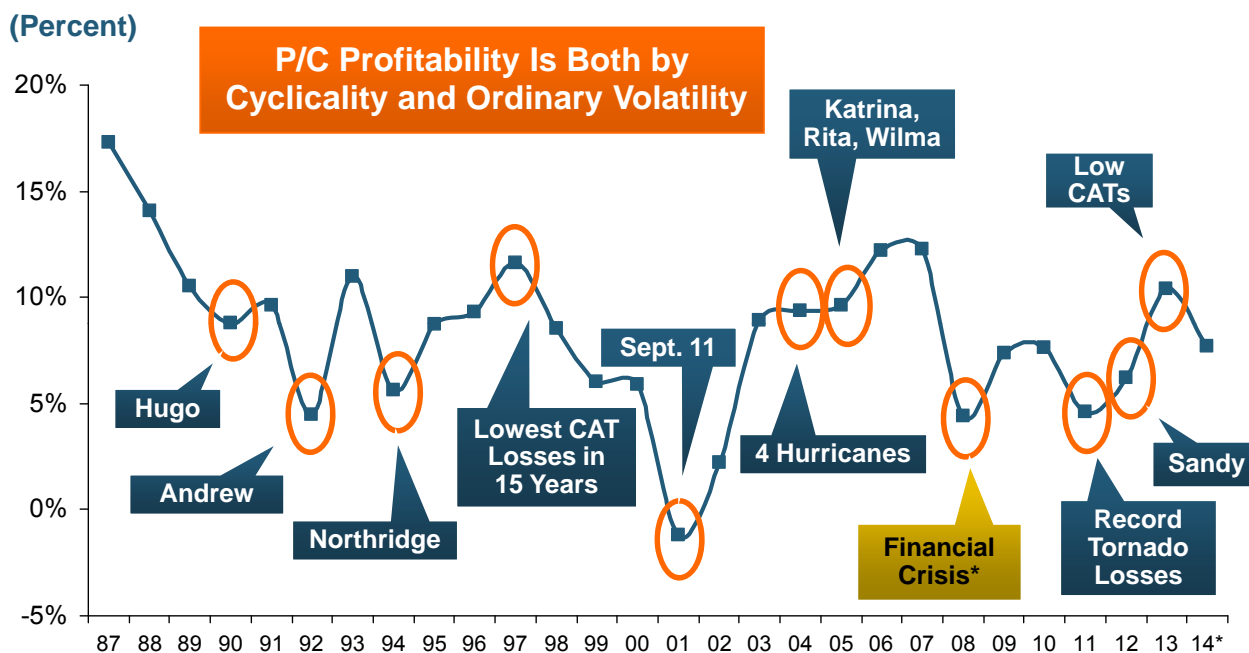 (Percent)
P/C Profitability Is Both by
Cyclicality and Ordinary Volatility
20%
15%
10%
5%
0%
-5%
Hugo
Andrew
Northridge
Lowest CAT
Losses in
15 Years
Sept. 11
Katrina,
Rita, Wilma
4 Hurricanes
Financial
Crisis*
Low
CATs
Record
Tornado
Losses
Sandy
87 88 89 90 91 92 93 94 95 96 97 98 99 00 01 02 03 04 05 06 07 08 09 10 11 12 13 14*